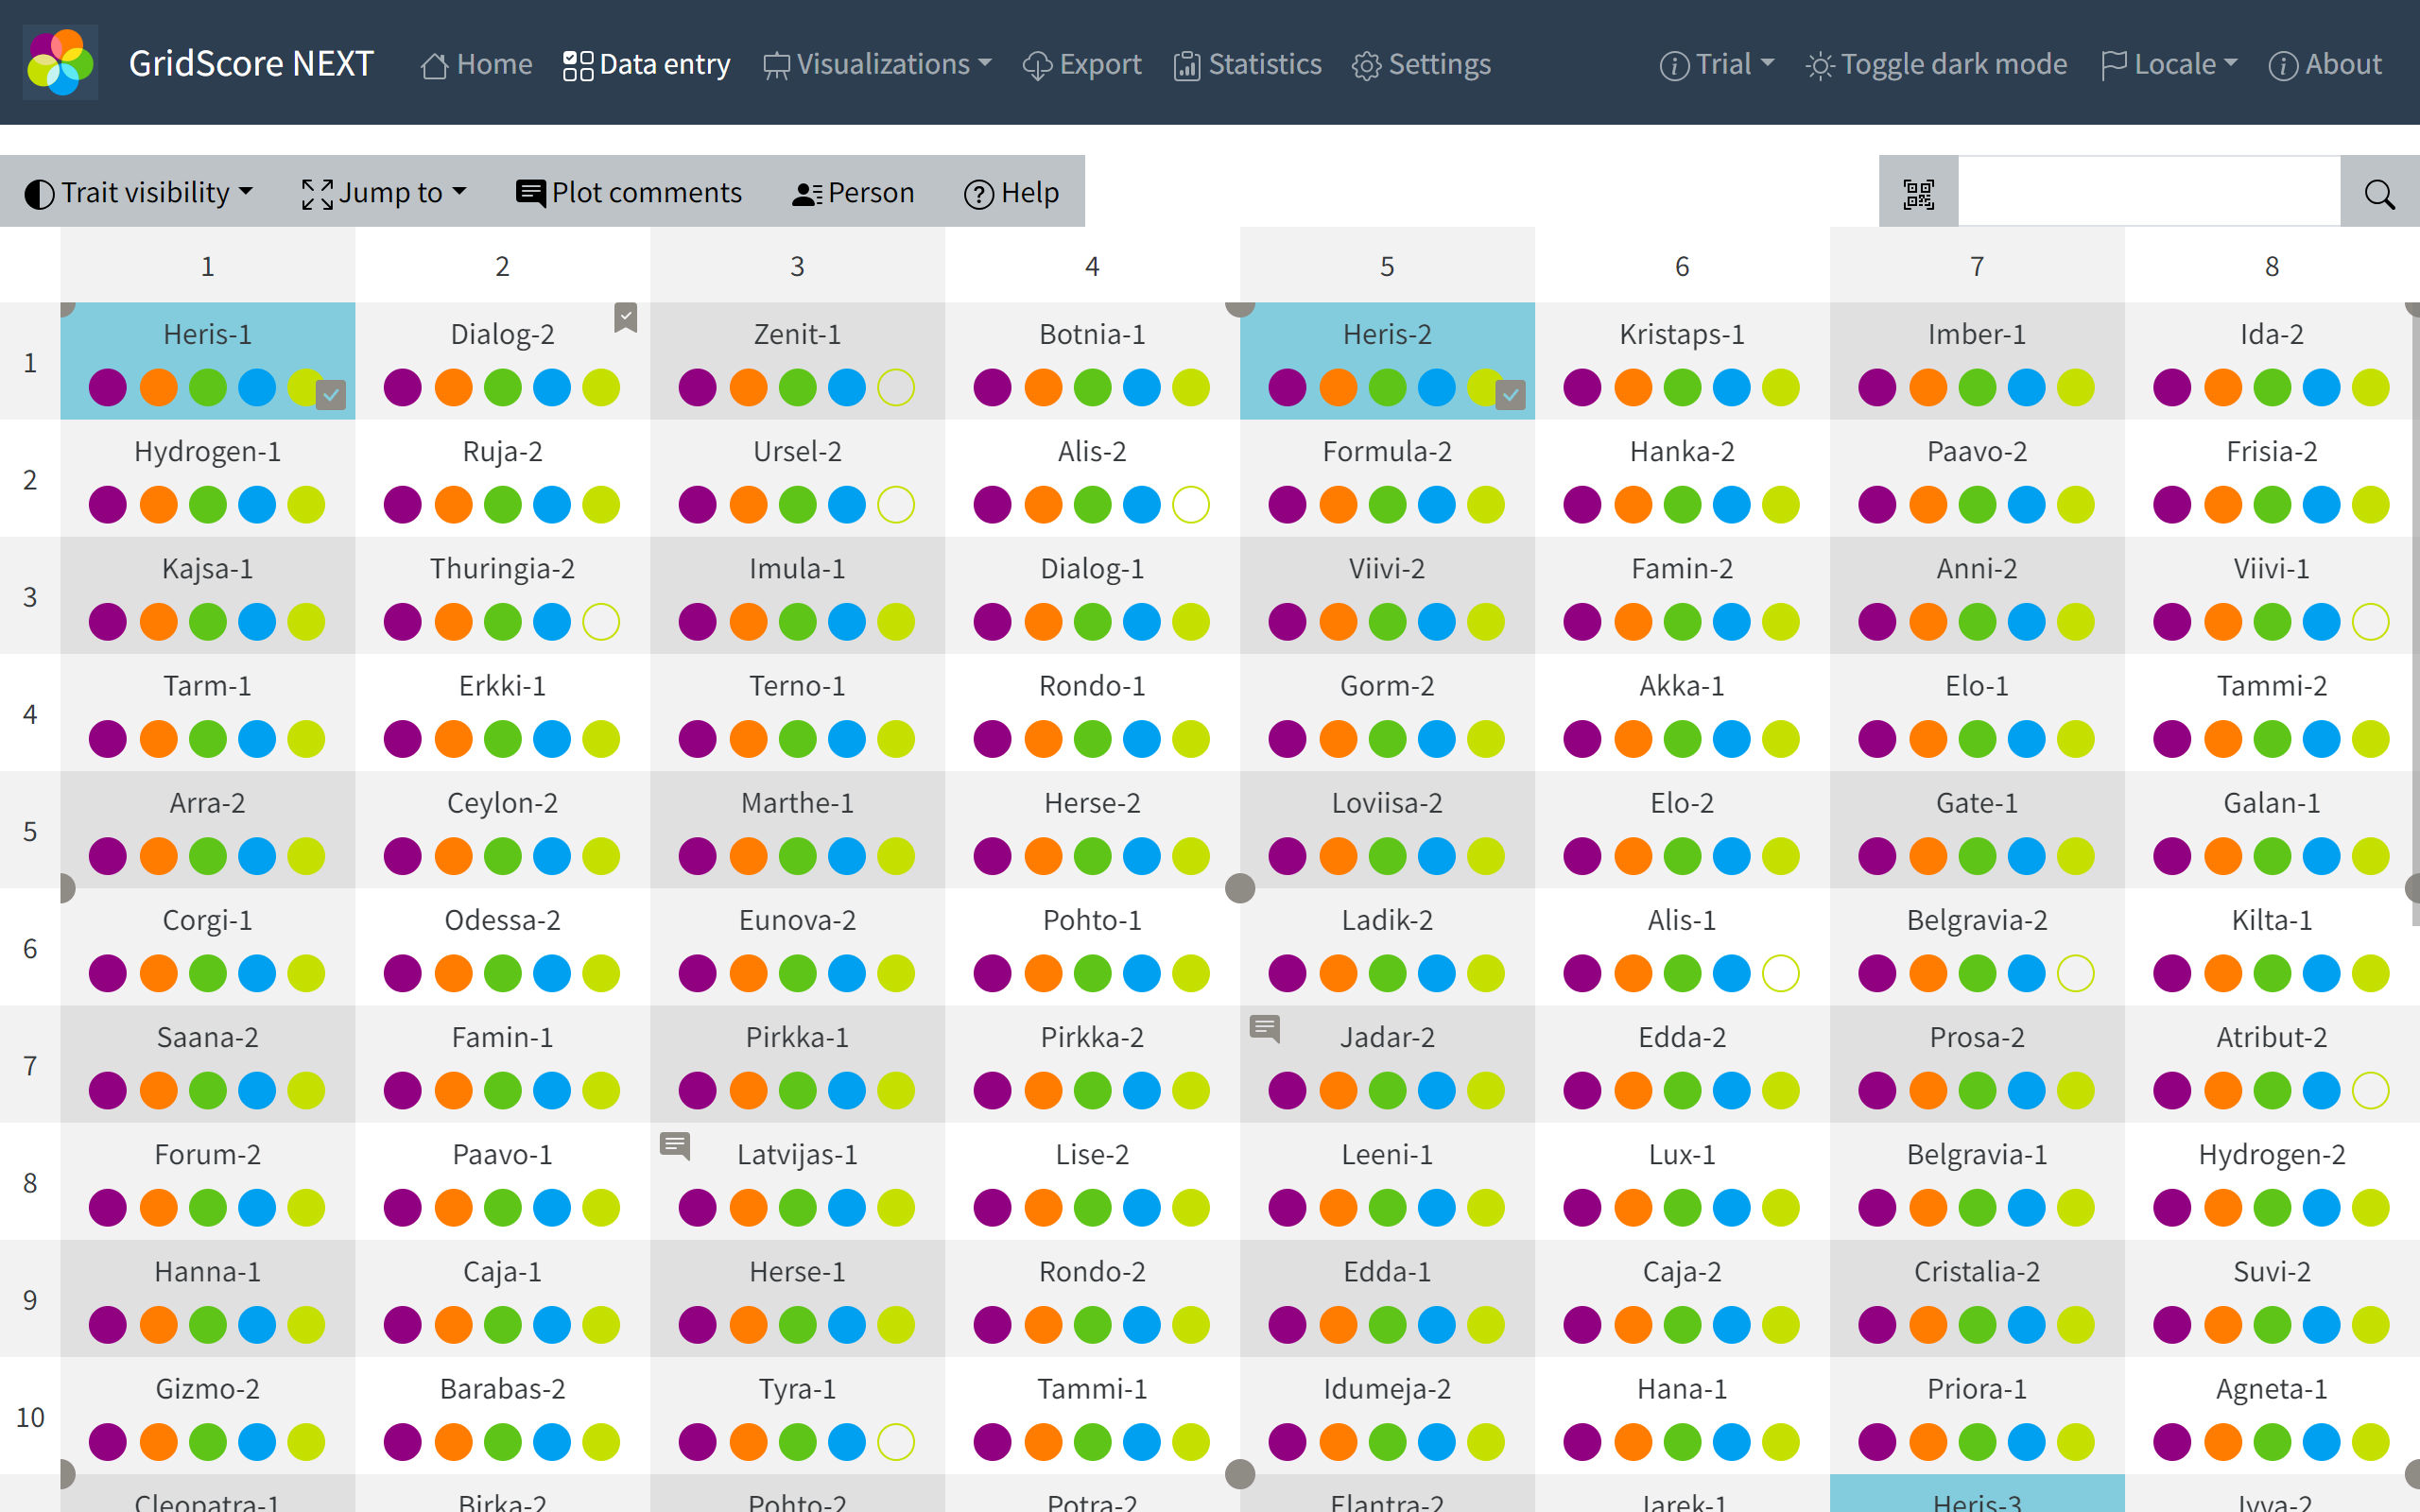 GridScore NEXT Home Data entry Visualizations Export Statistics Settings Trial Toggle dark mode Locale About
Trait visibility Jump to Plot comments Person Help
1 2 3 4 5 6 7 8
Heris-1 Dialog-2 Zenit-1 Botnia-1 Heris-2 Kristaps-1 Imber-1 Ida-2
1
Hydrogen-1 Ruja-2 Ursel-2 Alis-2 Formula-2 Hanka-2 Paavo-2 Frisia-2
2
Kajsa-1 Thuringia-2 Imula-1 Dialog-1 Viivi-2 Famin-2 Anni-2 Viivi-1
3
Tarm-1 Erkki-1 Terno-1 Rondo-1 Gorm-2 Akka-1 Elo-1 Tammi-2
4
Arra-2 Ceylon-2 Marthe-1 Herse-2 Loviisa-2 Elo-2 Gate-1 Galan-1
5
Corgi-1 Odessa-2 Eunova-2 Pohto-1 Ladik-2 Alis-1 Belgravia-2 Kilta-1
6
Saana-2 Famin-1 Pirkka-1 Pirkka-2 Jadar-2 Edda-2 Prosa-2 Atribut-2
7
Forum-2 Paavo-1 Latvijas-1 Lise-2 Leeni-1 Lux-1 Belgravia-1 Hydrogen-2
8
Hanna-1 Caja-1 Herse-1 Rondo-2 Edda-1 Caja-2 Cristalia-2 Suvi-2
9
Gizmo-2 Barabas-2 Tyra-1 Tammi-1 Idumeja-2 Hana-1 Priora-1 Agneta-1
10
Cleopatra-1 Birka-2 Pohto-2 Potra-2 Elantra-2 Jarek-1 Heris-3 Jyva-2